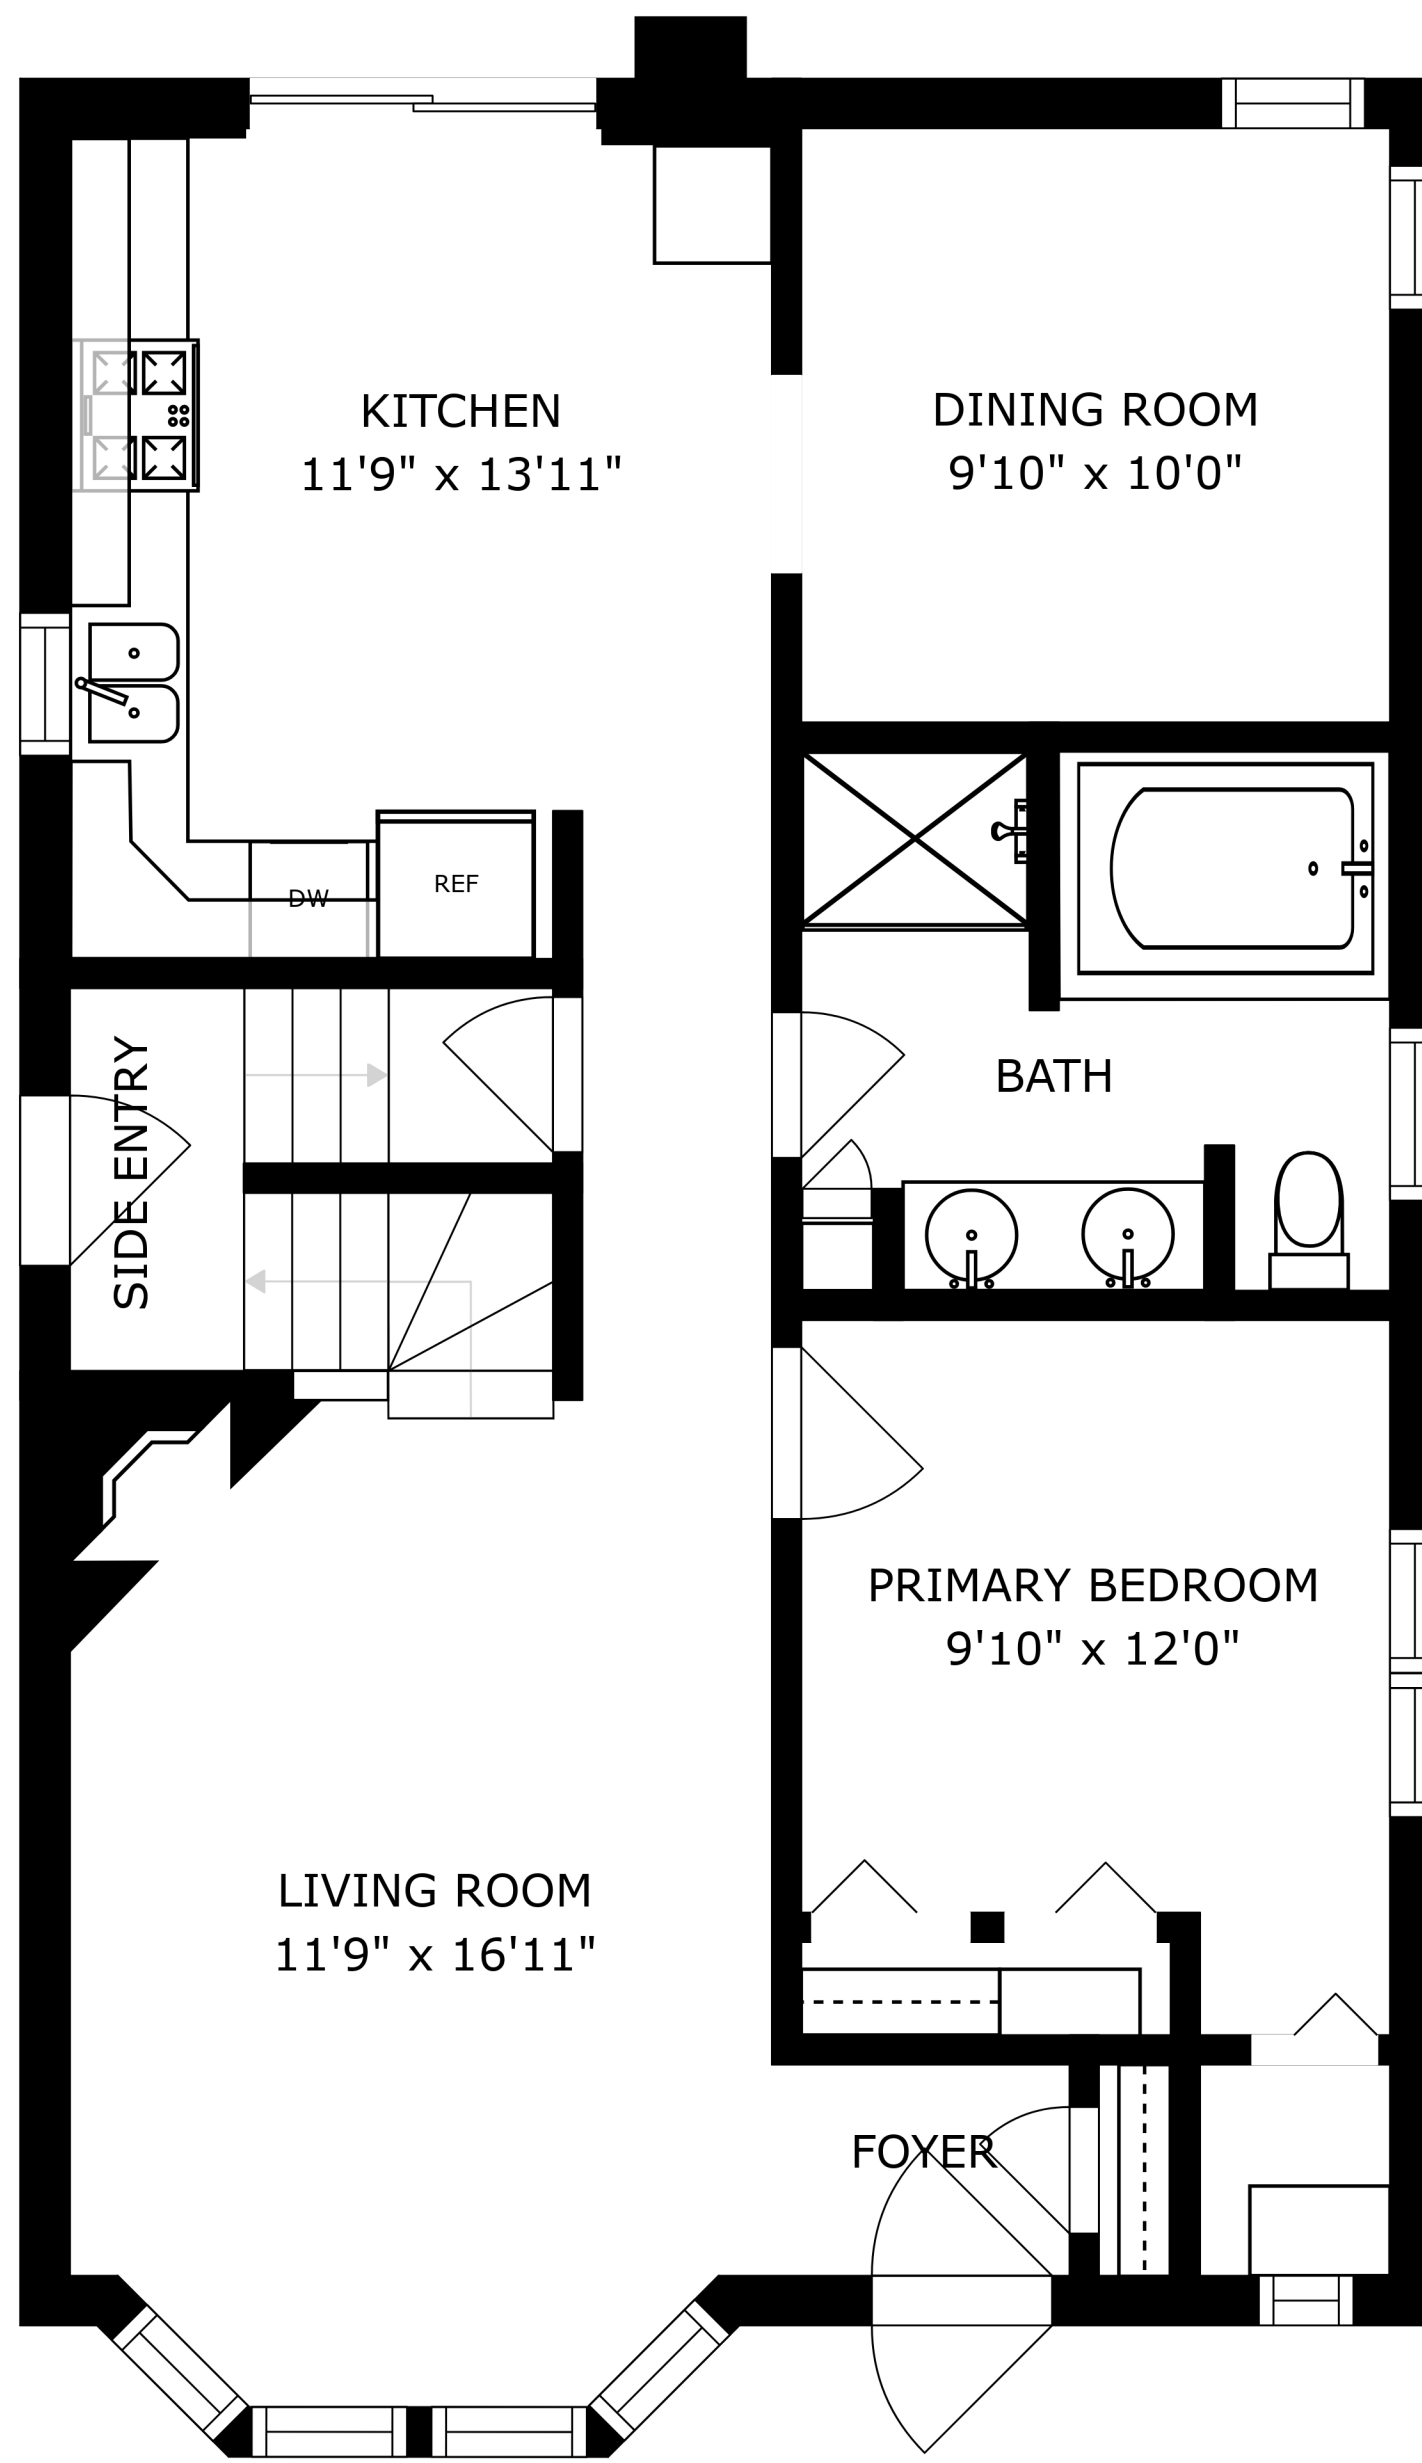 KITCHEN
11'9" x 13'11"
DINING ROOM
9'10" x 10'0"
DW
REF
SIDE ENTRY
BATH
PRIMARY BEDROOM
9'10" x 12'0"
LIVING ROOM
11'9" x 16'11"
FOYER